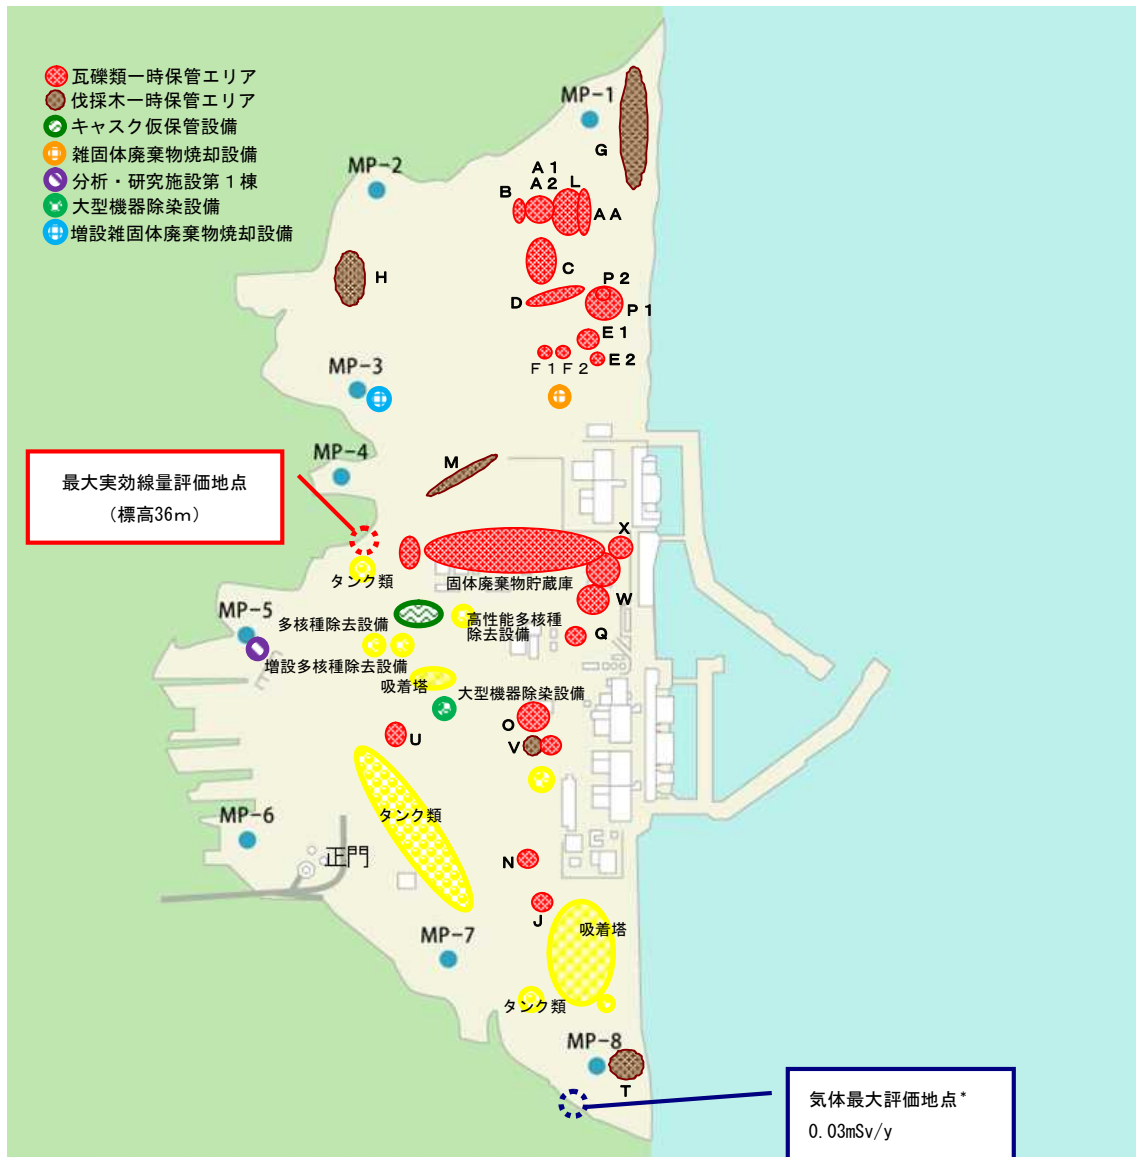 瓦礫類一時保管エリア
伐採木一時保管エリア
キャスク仮保管設備
雑固体廃棄物焼却設備
分析・研究施設第１棟
大型機器除染設備
増設雑固体廃棄物焼却設備
MP-1
G
MP-2
A1
A2
L
B
AA
H
C
P2
D
P1
E1
E2
F1 F2
MP-3
MP-4
M
最大実効線量評価地点
（標高36m）
X
タンク類
固体廃棄物貯蔵庫
W
MP-5
多核種除去設備
高性能多核種
除去設備
Q
増設多核種除去設備
吸着塔
大型機器除染設備
O
U
V
タンク類
MP-6
正門
N
J
吸着塔
MP-7
タンク類
MP-8
T
気体最大評価地点*
0.03mSv/y